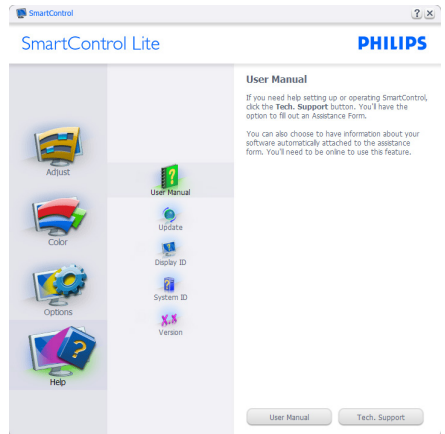 SmartControl
? ×
SmartControl Lite
PHILIPS
Adjust
Color
Options
Help
User Manual
Update
Display ID
System ID
X.X
Version
User Manual
If you need help setting up or operating SmartControl,
click the Tech. Support button. You'll have the
option to fill out an Assistance Form.
You can also choose to have information about your
software automatically attached to the assistance
form. You'll need to be online to use this feature.
User Manual
Tech. Support